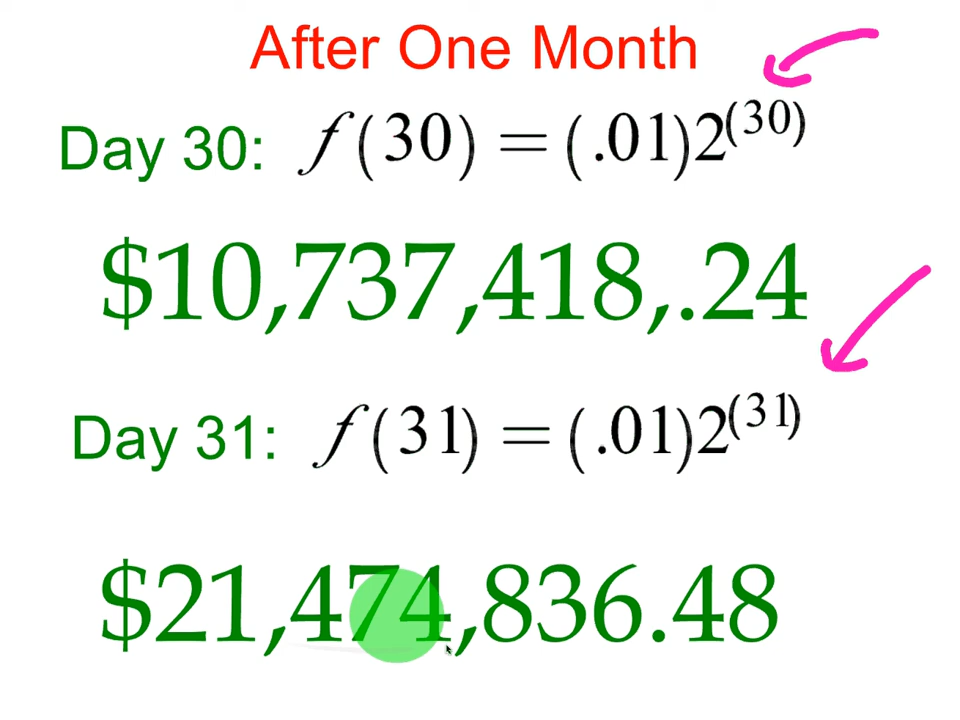 After One Month
Day 30: f(30) = (.01)2^(30)
$10,737,418,.24
Day 31: f(31) = (.01)2^(31)
$21,474,836.48